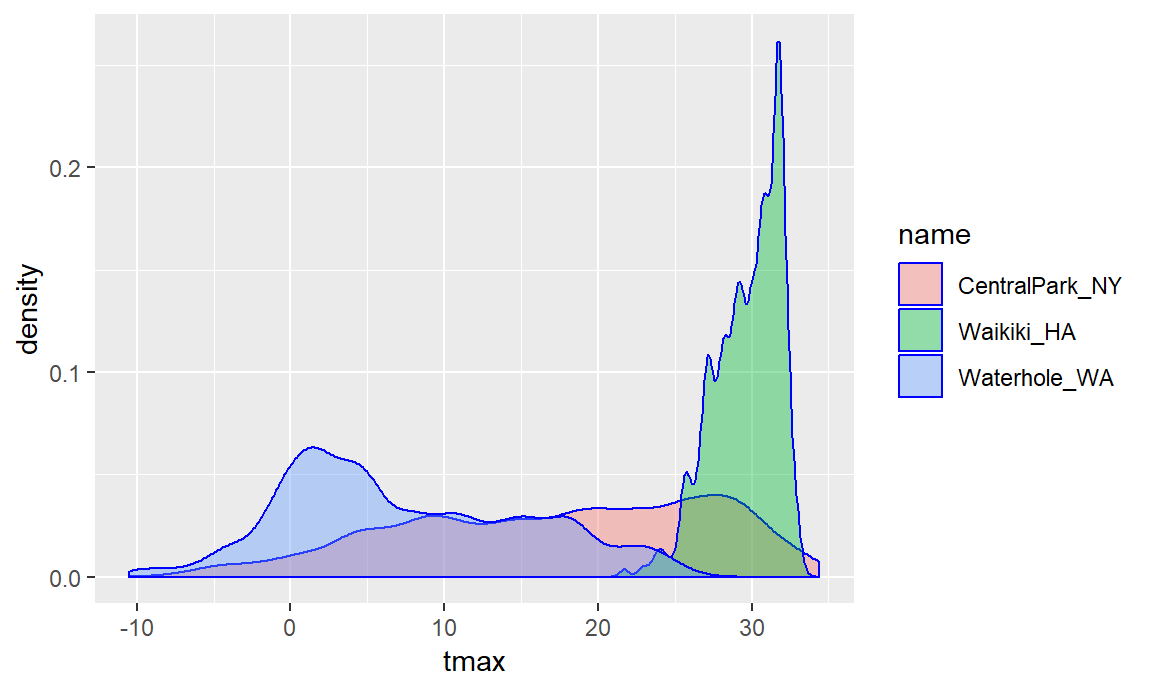 density
0.2
0.1
0.0
-10 0 10 20 30
tmax
name
CentralPark_NY
Waikiki_HA
Waterhole_WA